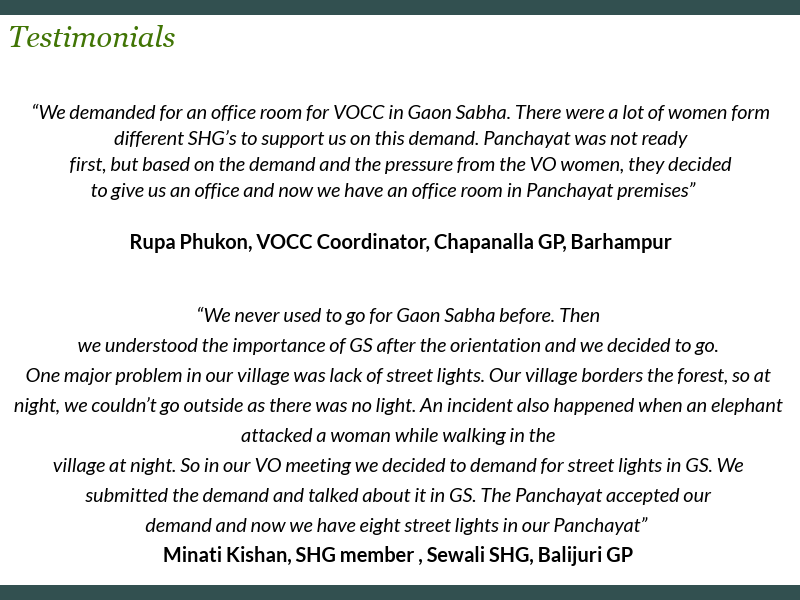 Testimonials
“We demanded for an office room for VOCC in Gaon Sabha. There were a lot of women form
different SHG’s to support us on this demand. Panchayat was not ready
first, but based on the demand and the pressure from the VO women, they decided
to give us an office and now we have an office room in Panchayat premises”
Rupa Phukon, VOCC Coordinator, Chapanalla GP, Barhampur
“We never used to go for Gaon Sabha before. Then
we understood the importance of GS after the orientation and we decided to go.
One major problem in our village was lack of street lights. Our village borders the forest, so at
night, we couldn’t go outside as there was no light. An incident also happened when an elephant
attacked a woman while walking in the
village at night. So in our VO meeting we decided to demand for street lights in GS. We
submitted the demand and talked about it in GS. The Panchayat accepted our
demand and now we have eight street lights in our Panchayat”
Minati Kishan, SHG member , Sewali SHG, Balijuri GP